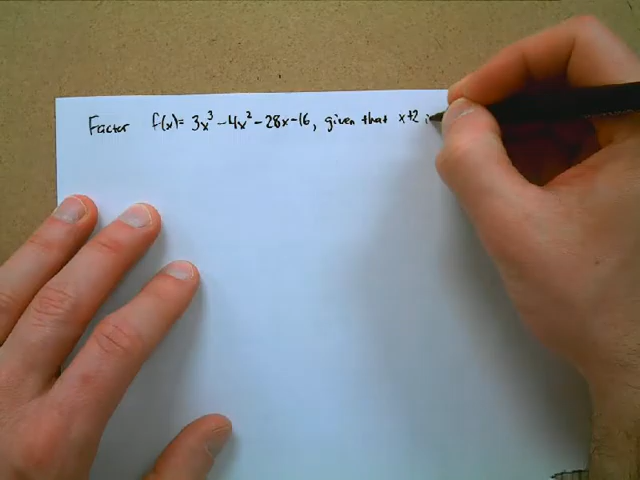 Factor f(x)= 3x³ -4x² -28x-16, given that x+2 i